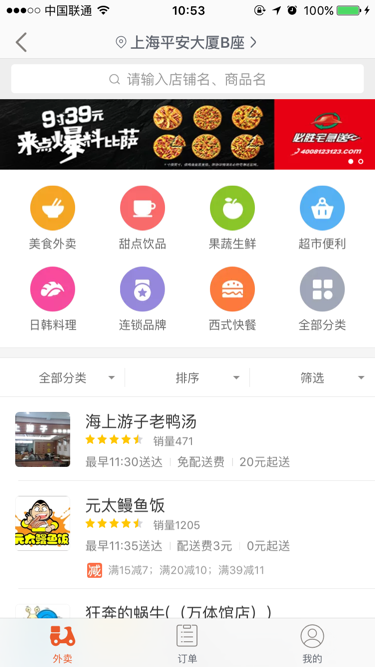 中国联通
10:53
100%
上海平安大厦B座
请输入店铺名、商品名
9寸39元
来点爆料比萨
必胜宅急送
4008123123.com
美食外卖
甜点饮品
果蔬生鲜
超市便利
日韩料理
连锁品牌
西式快餐
全部分类
全部分类
排序
筛选
海上游子老鸭汤
销量471
最早11:30送达
免配送费
20元起送
元太鳗鱼饭
元太鳗鱼饭
销量1205
最早11:35送达
配送费3元
0元起送
减
满15减7；满20减10；满39减11
狂奔的蜗牛(（万体馆店）)
外卖
订单
我的